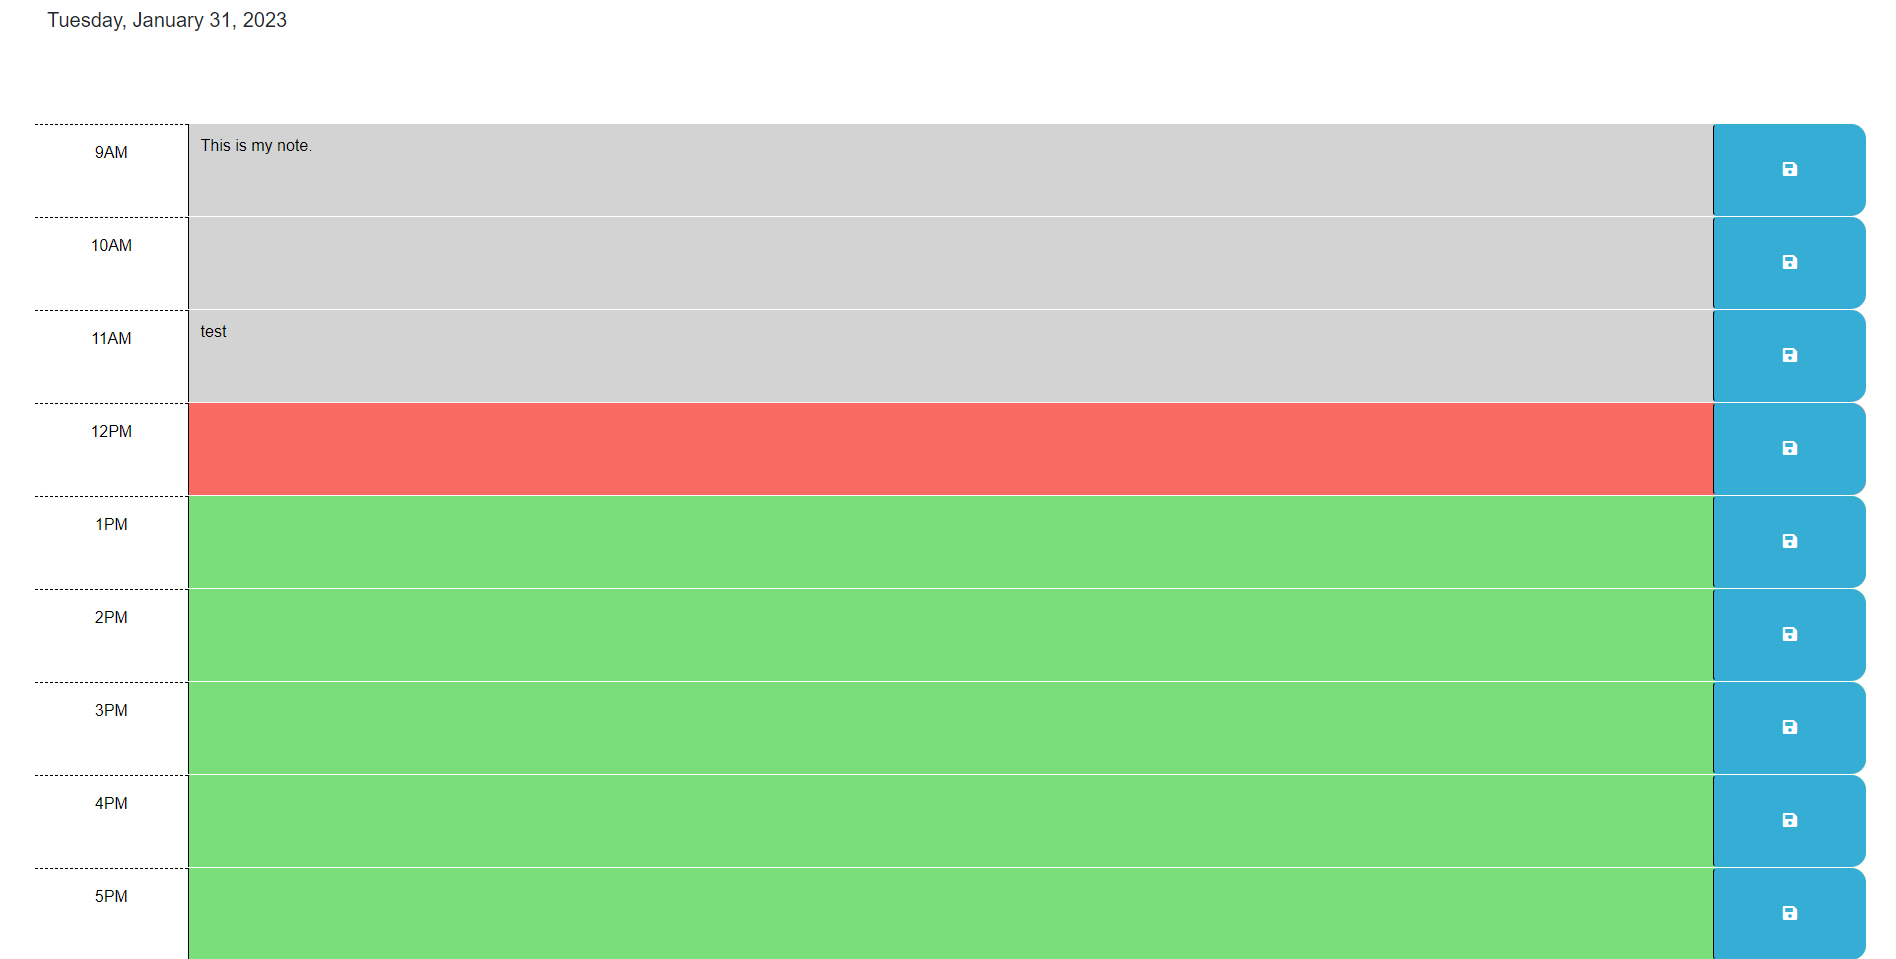 Tuesday, January 31, 2023
9AM
This is my note.
10AM
11AM
test
12PM
1PM
2PM
3PM
4PM
5PM